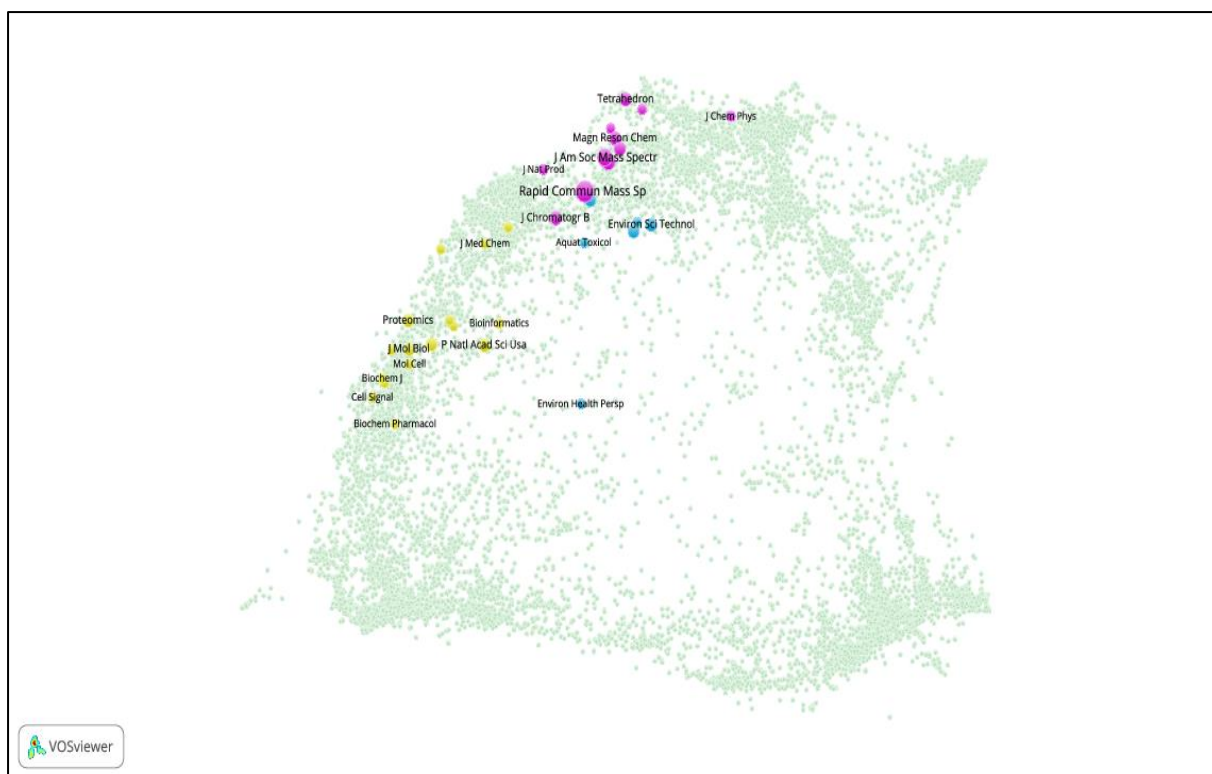 Tetrahedron
J Chem Phys
Magn Reson Chem
J Am Soc Mass Spectr
J Nat Prod
Rapid Commun Mass Sp
J Chromatogr B
Environ Sci Technol
J Med Chem
Aquat Toxicol
Proteomics
Bioinformatics
J Mol Biol
P Natl Acad Sci Usa
Mol Cell
Biochem J
Cell Signal
Environ Health Persp
Biochem Pharmacol
VOSviewer